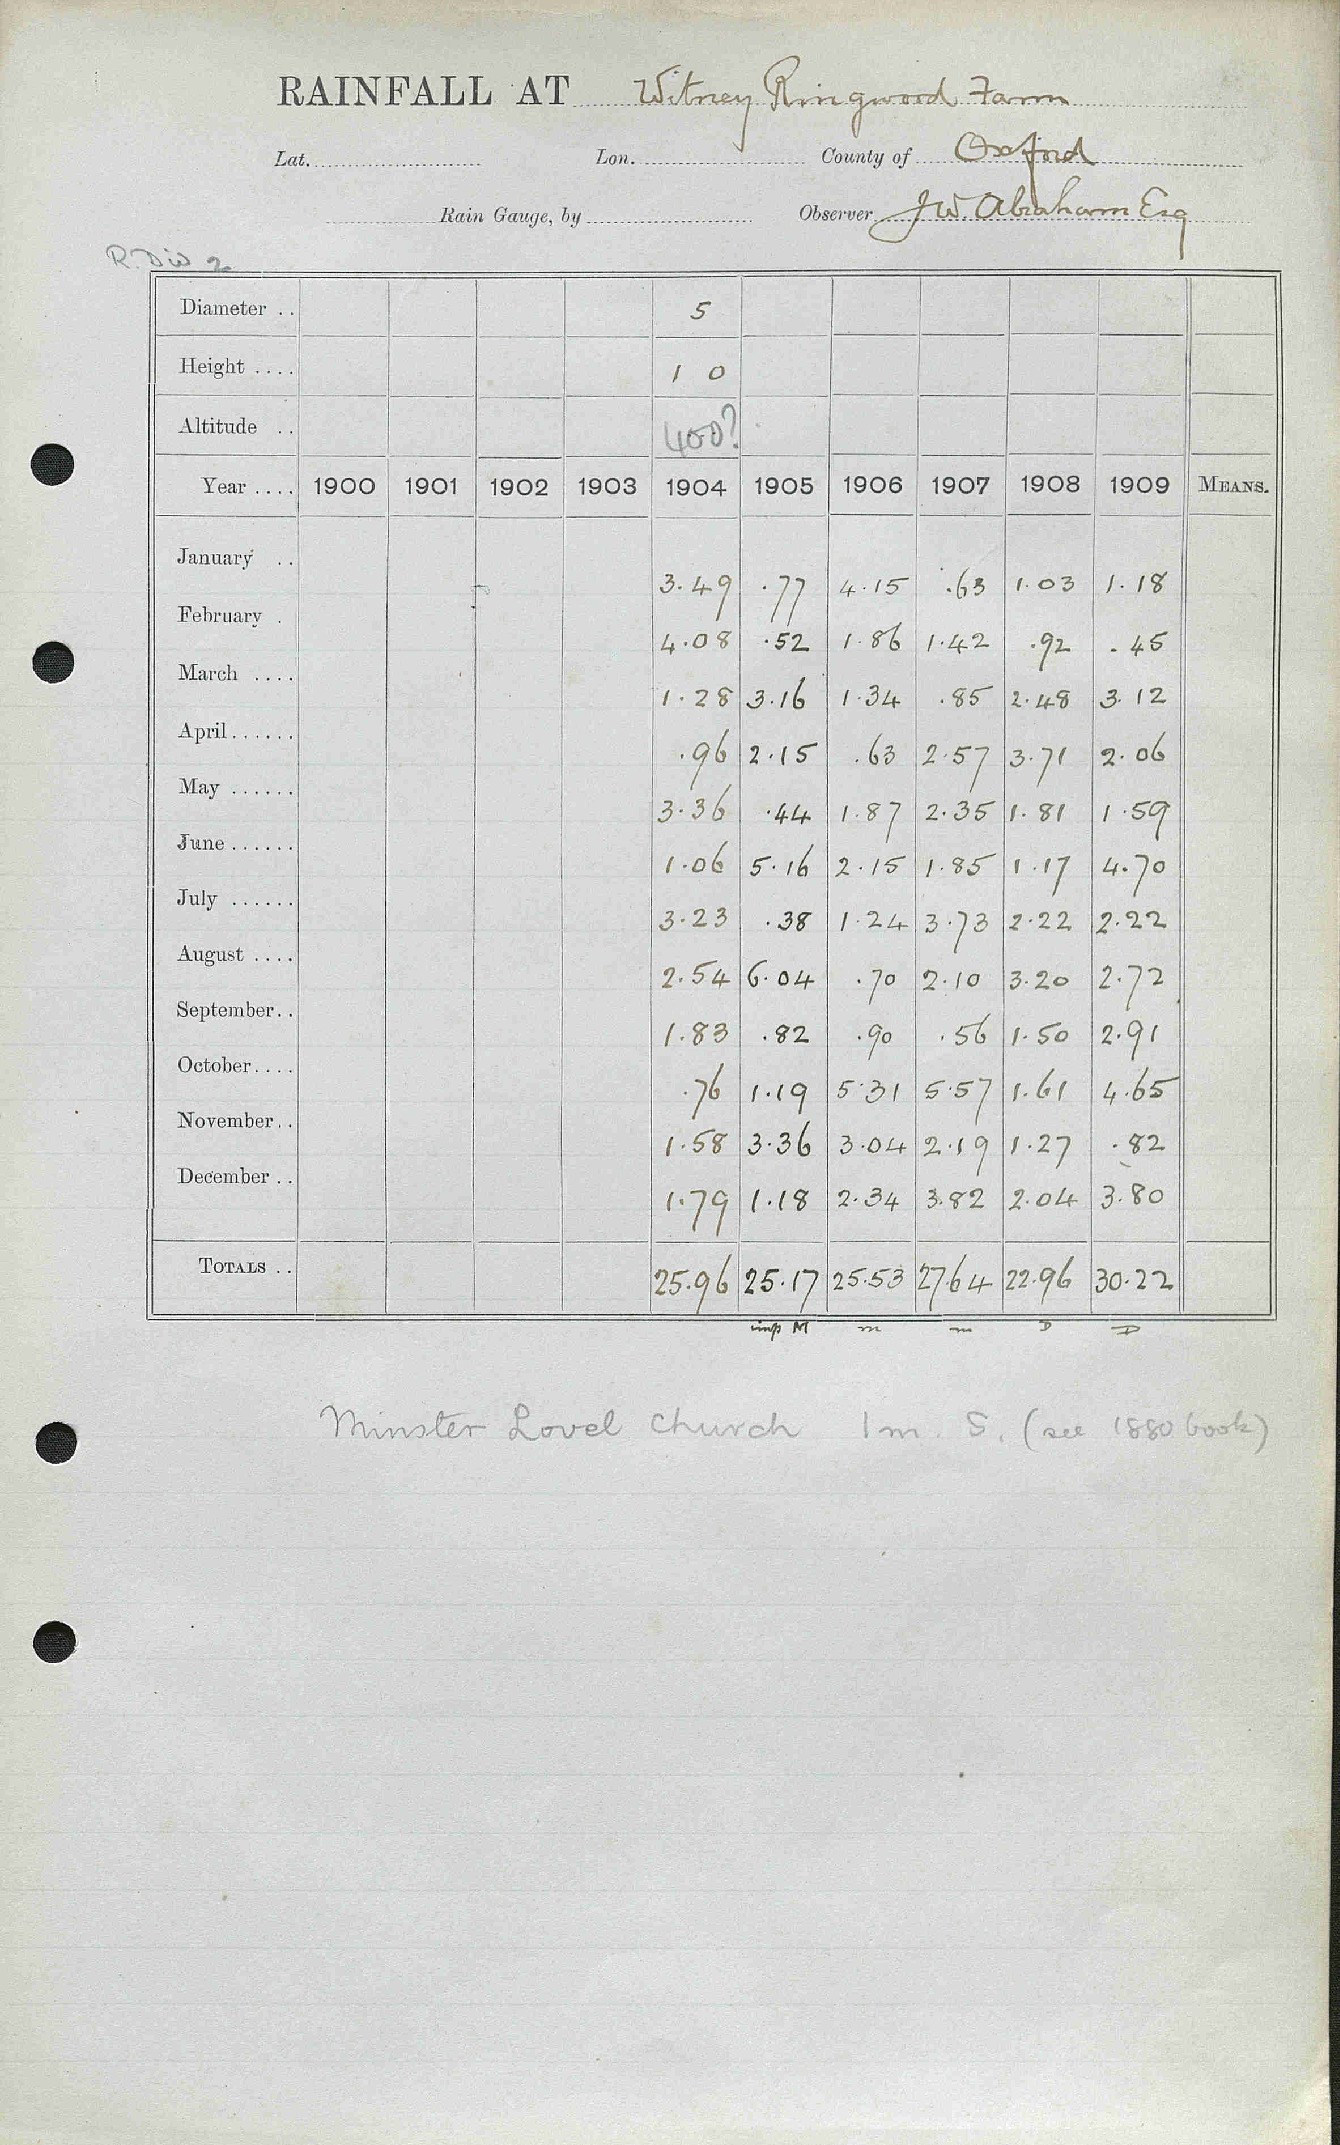 RAINFALL AT Witney Ringwood Farm
Lat. Lon. County of Oxford
Rain Gauge, by Observer J.W. Abraham Esq
R. Div 2
Diameter .. 5
Height .... 1 0
Altitude .. 400?
Year .... 1900 1901 1902 1903 1904 1905 1906 1907 1908 1909 MEANS.
January .. 3.49 .77 4.15 .63 1.03 1.18
February . 4.08 .52 1.86 1.42 .92 .45
March .... 1.28 3.16 1.34 .85 2.48 3.12
April...... .96 2.15 .63 2.57 3.71 2.06
May ...... 3.36 .44 1.87 2.35 1.81 1.59
June ...... 1.06 5.16 2.15 1.85 1.17 4.70
July ...... 3.23 .38 1.24 3.73 2.22 2.22
August .... 2.54 6.04 .70 2.10 3.20 2.72
September.. 1.83 .82 .90 .56 1.50 2.91
October.... .76 1.19 5.31 5.57 1.61 4.65
November.. 1.58 3.36 3.04 2.19 1.27 .82
December .. 1.79 1.18 2.34 3.82 2.04 3.80
TOTALS .. 25.96 25.17 25.53 27 64 22.96 30.22
imp M m m D D
Minster Lovel Church 1 m. S. (see 1880 book)